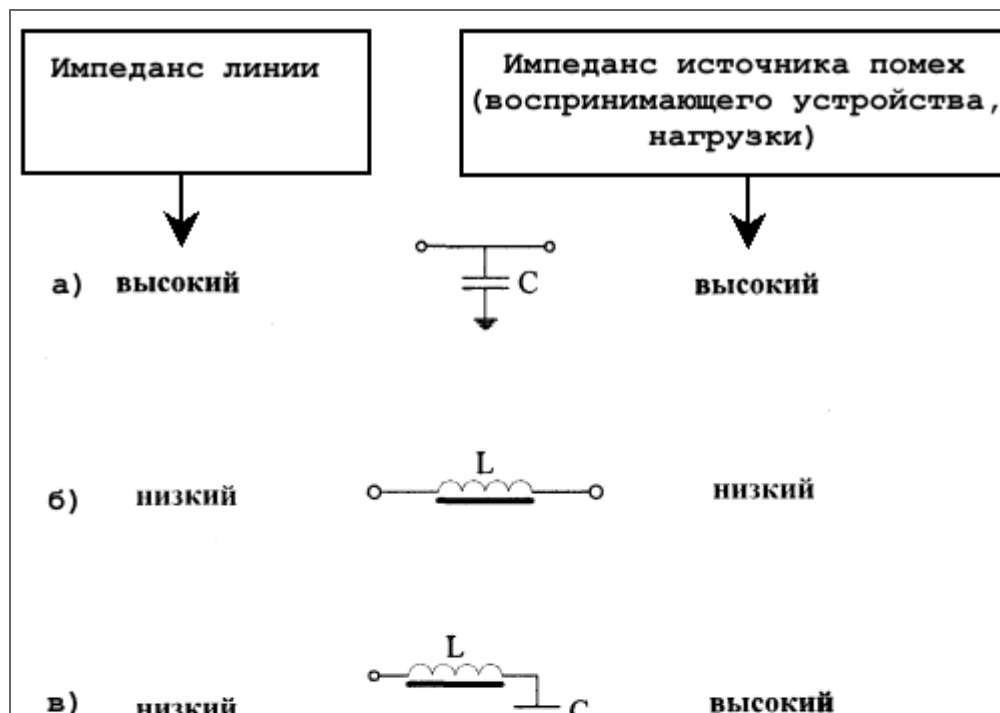 Импеданс линии
Импеданс источника помех
(воспринимающего устройства,
нагрузки)
а) высокий C высокий
L
б) низкий низкий
L
в) низкий C высокий